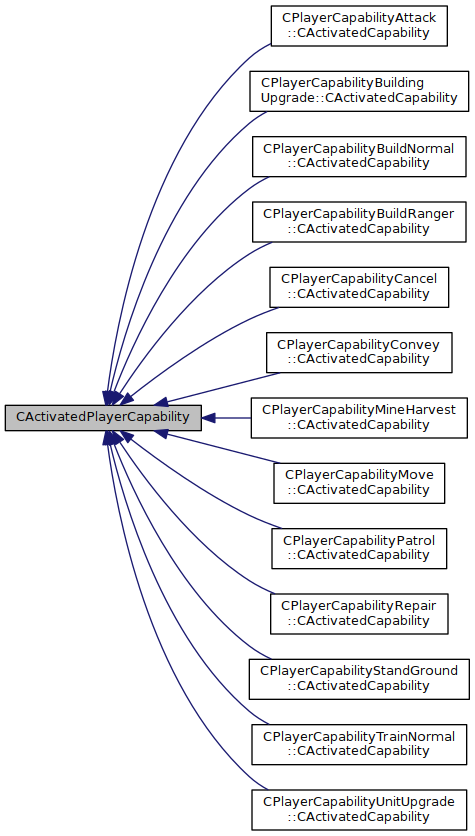 CPlayerCapabilityAttack
::CActivatedCapability
CPlayerCapabilityBuilding
Upgrade::CActivatedCapability
CPlayerCapabilityBuildNormal
::CActivatedCapability
CPlayerCapabilityBuildRanger
::CActivatedCapability
CPlayerCapabilityCancel
::CActivatedCapability
CPlayerCapabilityConvey
::CActivatedCapability
CActivatedPlayerCapability
CPlayerCapabilityMineHarvest
::CActivatedCapability
CPlayerCapabilityMove
::CActivatedCapability
CPlayerCapabilityPatrol
::CActivatedCapability
CPlayerCapabilityRepair
::CActivatedCapability
CPlayerCapabilityStandGround
::CActivatedCapability
CPlayerCapabilityTrainNormal
::CActivatedCapability
CPlayerCapabilityUnitUpgrade
::CActivatedCapability